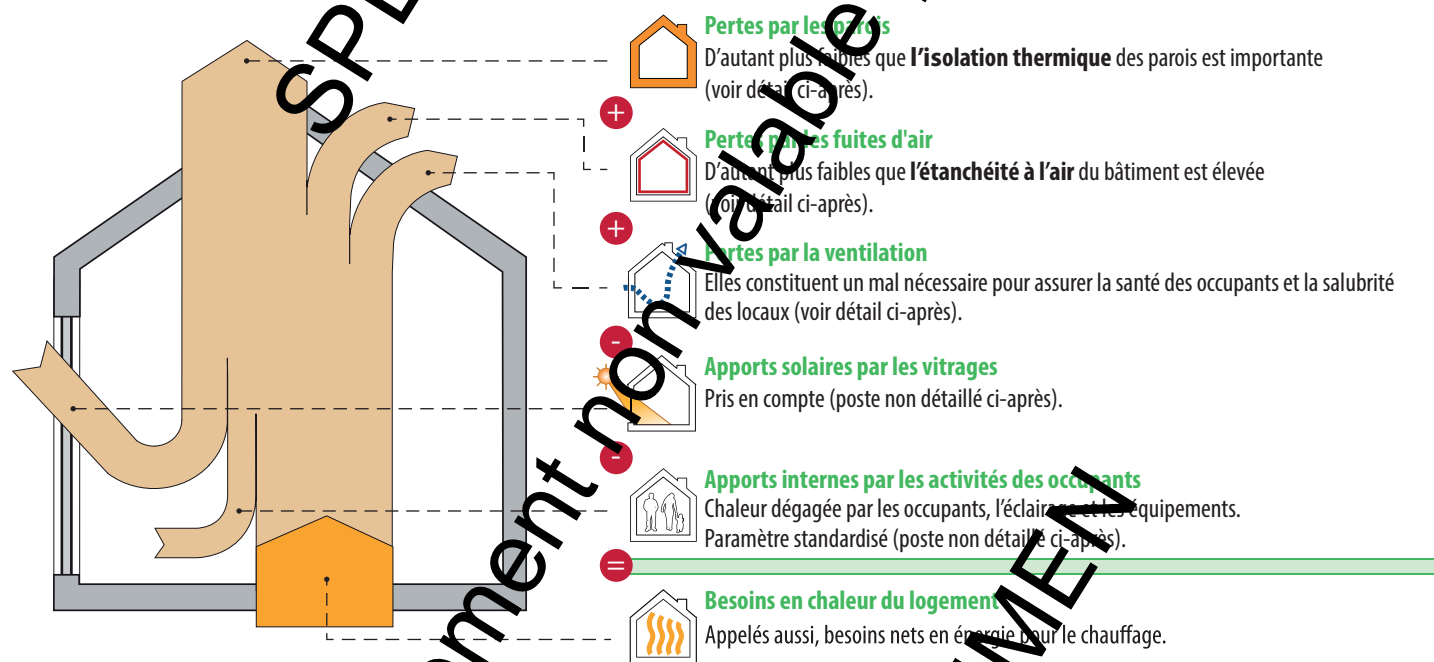 Pertes par les parois
D'autant plus faibles que l'isolation thermique des parois est importante
(voir détail ci-après).
+
Pertes par les fuites d'air
D'autant plus faibles que l'étanchéité à l'air du bâtiment est élevée
(voir détail ci-après).
+
Pertes par la ventilation
Elles constituent un mal nécessaire pour assurer la santé des occupants et la salubrité
des locaux (voir détail ci-après).
-
Apports solaires par les vitrages
Pris en compte (poste non détaillé ci-après).
-
Apports internes par les activités des occupants
Chaleur dégagée par les occupants, l'éclairage et les équipements.
Paramètre standardisé (poste non détaillé ci-après).
=
Besoins en chaleur du logement
Appelés aussi, besoins nets en énergie pour le chauffage.
non valable